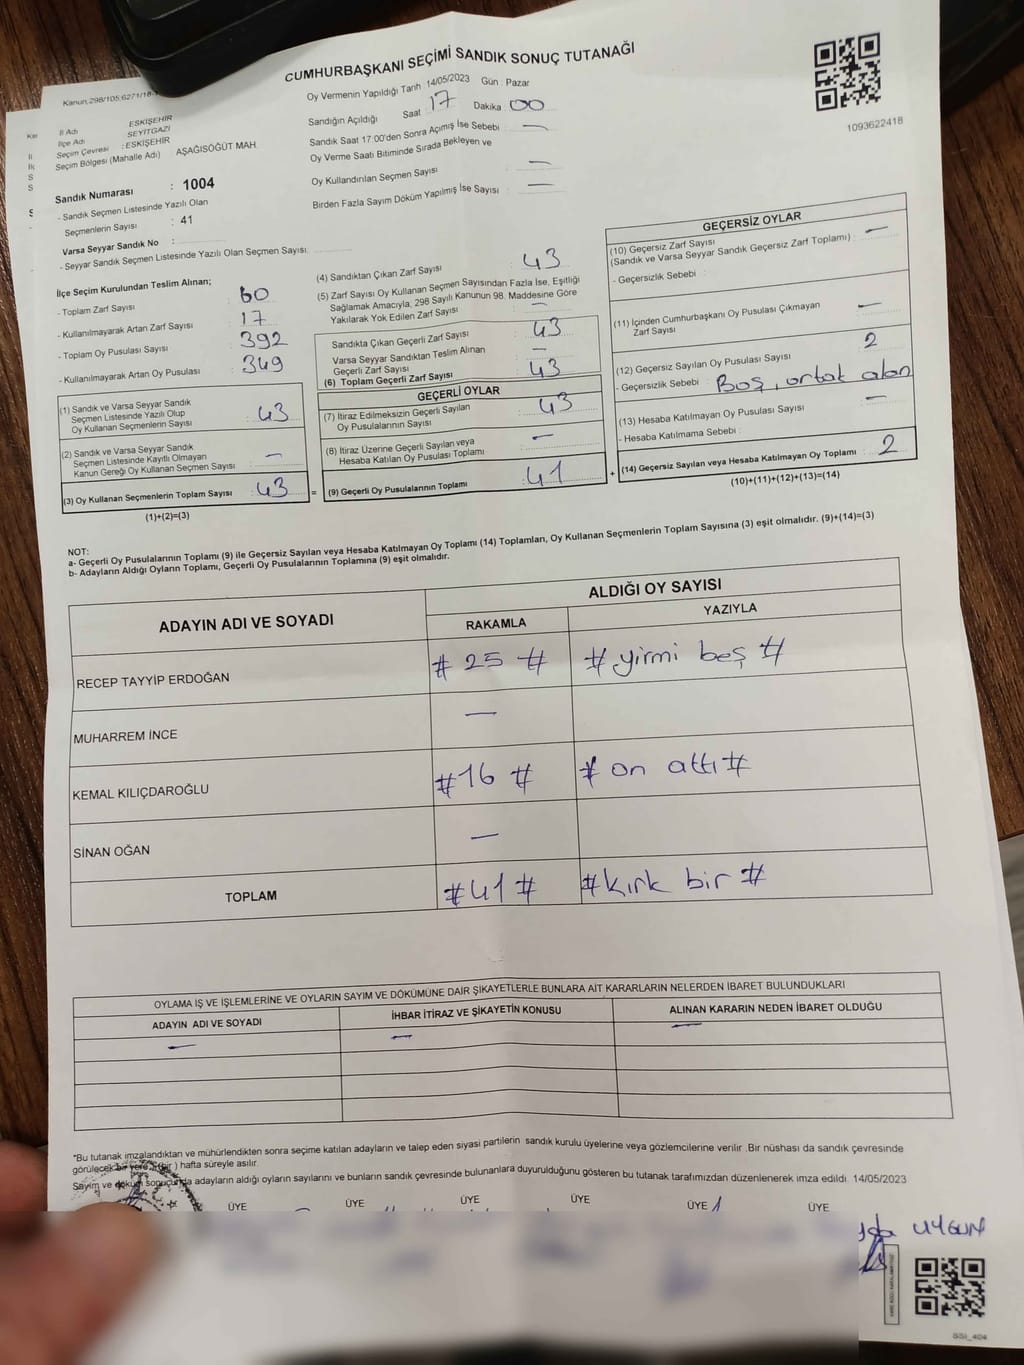 CUMHURBAŞKANI SEÇİMİ SANDIK SONUÇ TUTANAĞI
Kanun,298/105;6271/18-
İl Adı ESKİŞEHİR
İlçe Adı SEYİTGAZİ
Seçim Çevresi : ESKİŞEHİR
Seçim Bölgesi (Mahalle Adı) AŞAĞISÖĞÜT MAH.
Sandık Numarası : 1004
- Sandık Seçmen Listesinde Yazılı Olan
Seçmenlerin Sayısı : 41
Varsa Seyyar Sandık No :
- Seyyar Sandık Seçmen Listesinde Yazılı Olan Seçmen Sayısı:
Oy Vermenin Yapıldığı Tarih : 14/05/2023 Gün : Pazar
Sandığın Açıldığı Saat 17 Dakika 00
Sandık Saat 17:00'den Sonra Açımış İse Sebebi : —
Oy Verme Saati Bitiminde Sırada Bekleyen ve
Oy Kullandırılan Seçmen Sayısı : —
Birden Fazla Sayım Döküm Yapılmış İse Sayısı : —
1093622418
İlçe Seçim Kurulundan Teslim Alınan;
- Toplam Zarf Sayısı : 60
- Kullanılmayarak Artan Zarf Sayısı : 17
- Toplam Oy Pusulası Sayısı : 392
- Kullanılmayarak Artan Oy Pusulası : 349
(1) Sandık ve Varsa Seyyar Sandık
Seçmen Listesinde Yazılı Olup
Oy Kullanan Seçmenlerin Sayısı : 43
(2) Sandık ve Varsa Seyyar Sandık
Seçmen Listesinde Kayıtlı Olmayan
Kanun Gereği Oy Kullanan Seçmen Sayısı : —
(3) Oy Kullanan Seçmenlerin Toplam Sayısı : 43 =
(1)+(2)=(3)
(4) Sandıktan Çıkan Zarf Sayısı : 43
(5) Zarf Sayısı Oy Kullanan Seçmen Sayısından Fazla İse, Eşitliği
Sağlamak Amacıyla, 298 Sayılı Kanunun 98. Maddesine Göre
Yakılarak Yok Edilen Zarf Sayısı : —
Sandıkta Çıkan Geçerli Zarf Sayısı : 43
Varsa Seyyar Sandıktan Teslim Alınan
Geçerli Zarf Sayısı : —
(6) Toplam Geçerli Zarf Sayısı : 43
GEÇERLİ OYLAR
(7) İtiraz Edilmeksizin Geçerli Sayılan
Oy Pusulalarının Sayısı : 43
(8) İtiraz Üzerine Geçerli Sayılan veya
Hesaba Katılan Oy Pusulası Toplamı : —
(9) Geçerli Oy Pusulalarının Toplamı : 41 +
GEÇERSİZ OYLAR
(10) Geçersiz Zarf Sayısı
(Sandık ve Varsa Seyyar Sandık Geçersiz Zarf Toplamı) : —
- Geçersizlik Sebebi :
(11) İçinden Cumhurbaşkanı Oy Pusulası Çıkmayan
Zarf Sayısı : —
(12) Geçersiz Sayılan Oy Pusulası Sayısı : 2
- Geçersizlik Sebebi : Boş, ortak alan
(13) Hesaba Katılmayan Oy Pusulası Sayısı : —
- Hesaba Katılmama Sebebi :
(14) Geçersiz Sayılan veya Hesaba Katılmayan Oy Toplamı : 2
(10)+(11)+(12)+(13)=(14)
NOT:
a- Geçerli Oy Pusulalarının Toplamı (9) ile Geçersiz Sayılan veya Hesaba Katılmayan Oy Toplamı (14) Toplamları, Oy Kullanan Seçmenlerin Toplam Sayısına (3) eşit olmalıdır. (9)+(14)=(3)
b- Adayların Aldığı Oyların Toplamı, Geçerli Oy Pusulalarının Toplamına (9) eşit olmalıdır.
ADAYIN ADI VE SOYADI ALDIĞI OY SAYISI
RAKAMLA YAZIYLA
RECEP TAYYİP ERDOĞAN # 25 # # yirmi beş #
MUHARREM İNCE —
KEMAL KILIÇDAROĞLU #16 # # on altı #
SİNAN OĞAN —
TOPLAM #41# #kırk bir #
OYLAMA İŞ VE İŞLEMLERİNE VE OYLARIN SAYIM VE DÖKÜMÜNE DAİR ŞİKAYETLERLE BUNLARA AİT KARARLARIN NELERDEN İBARET BULUNDUKLARI
ADAYIN ADI VE SOYADI İHBAR İTİRAZ VE ŞİKAYETİN KONUSU ALINAN KARARIN NEDEN İBARET OLDUĞU
— — —
*Bu tutanak imzalandıktan ve mühürlendikten sonra seçime katılan adayların ve talep eden siyasi partilerin sandık kurulu üyelerine veya gözlemcilerine verilir. Bir nüshası da sandık çevresinde
görülecek bir yere, 1(bir ) hafta süreyle asılır.
Sayım ve döküm sonucunda adayların aldığı oyların sayılarını ve bunların sandık çevresinde bulunanlara duyurulduğunu gösteren bu tutanak tarafımızdan düzenlenerek imza edildi. 14/05/2023
ÜYE ÜYE ÜYE ÜYE ÜYE ÜYE
UYGUN
SSI_404